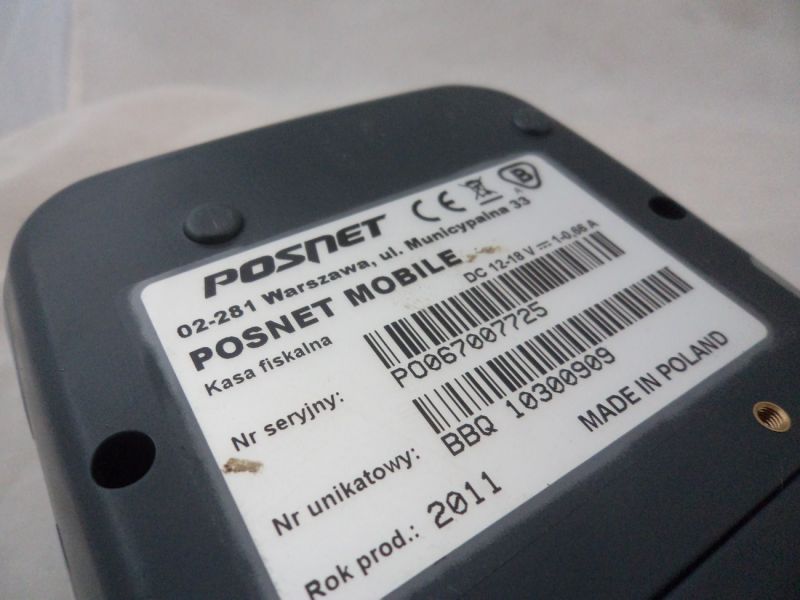 POSNET CE B
02-281 Warszawa, ul. Municypalna 33
POSNET MOBILE
Kasa fiskalna DC 12-18 V ⎓ 1-0,66 A
Nr seryjny: PO067007725
Nr unikatowy: BBQ 10300909
Rok prod.: 2011 MADE IN POLAND